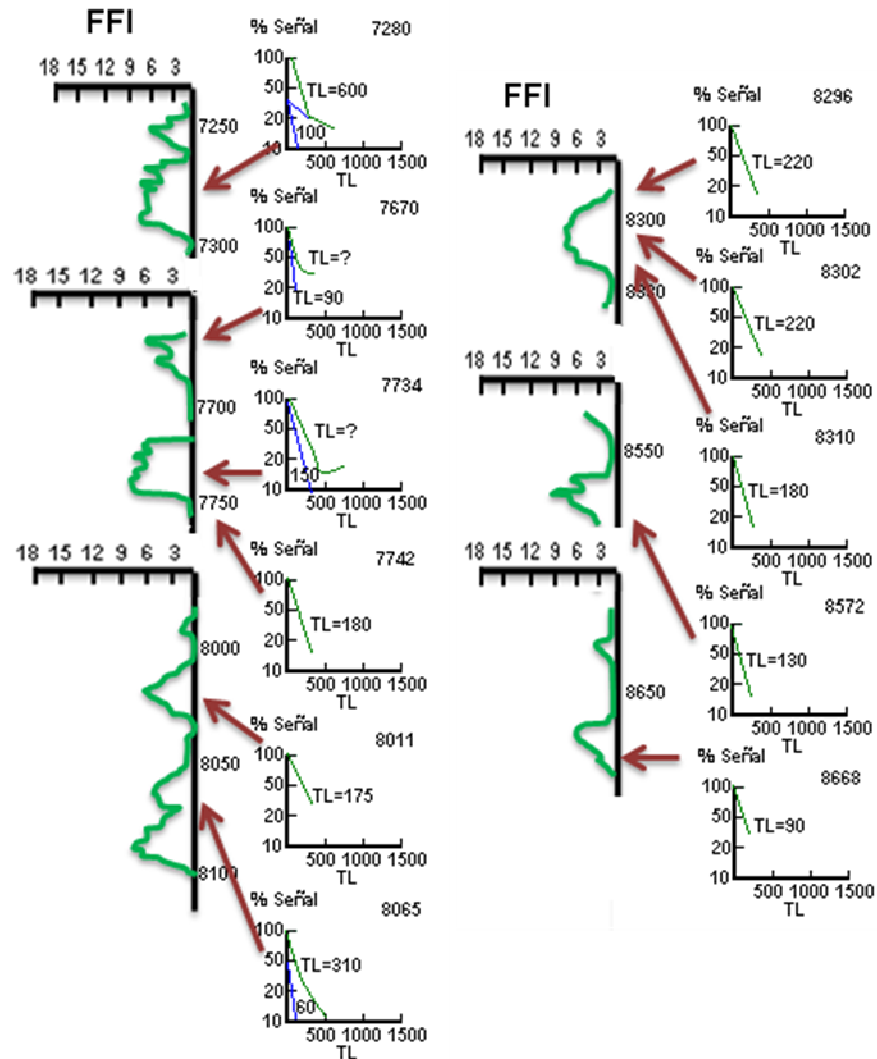 FFI
18 15 12 9 6 3
7250
7300
% Señal 7280
100
50
20
10
TL=600
100
500 1000 1500
TL
% Señal 7670
100
50
20
10
TL=?
TL=90
500 1000 1500
TL
18 15 12 9 6 3
7700
7750
% Señal 7734
100
50
20
10
TL=?
150
500 1000 1500
TL
% Señal 7742
100
50
20
10
TL=180
500 1000 1500
TL
18 15 12 9 6 3
8000
8050
8100
% Señal 8011
100
50
20
10
TL=175
500 1000 1500
TL
% Señal 8065
100
50
20
10
TL=310
60
500 1000 1500
TL
FFI
18 15 12 9 6 3
8300
% Señal 8296
100
50
20
10
TL=220
500 1000 1500
TL
% Señal 8302
100
50
20
10
TL=220
500 1000 1500
TL
% Señal 8310
100
50
20
10
TL=180
500 1000 1500
TL
18 15 12 9 6 3
8550
% Señal 8572
100
50
20
10
TL=130
500 1000 1500
TL
18 15 12 9 6 3
8650
% Señal 8668
100
50
20
10
TL=90
500 1000 1500
TL